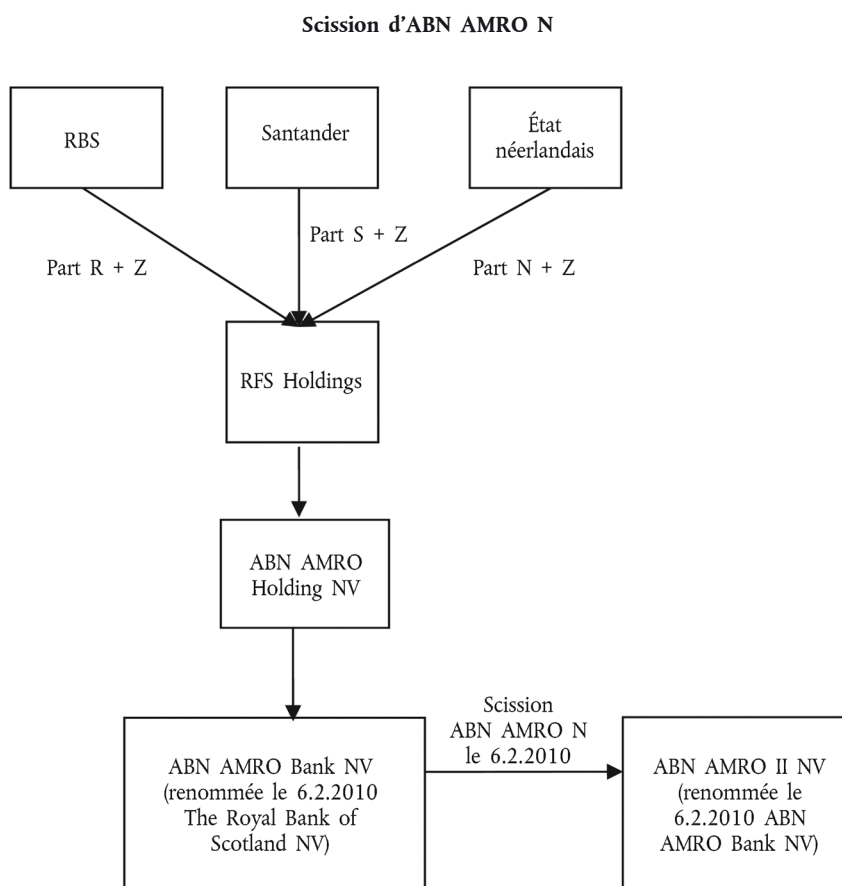 Scission d'ABN AMRO N
RBS
Santander
État
néerlandais
Part R + Z
Part S + Z
Part N + Z
RFS Holdings
ABN AMRO
Holding NV
Scission
ABN AMRO N
le 6.2.2010
ABN AMRO Bank NV
(renommée le 6.2.2010
The Royal Bank of
Scotland NV)
ABN AMRO II NV
(renommée le
6.2.2010 ABN
AMRO Bank NV)